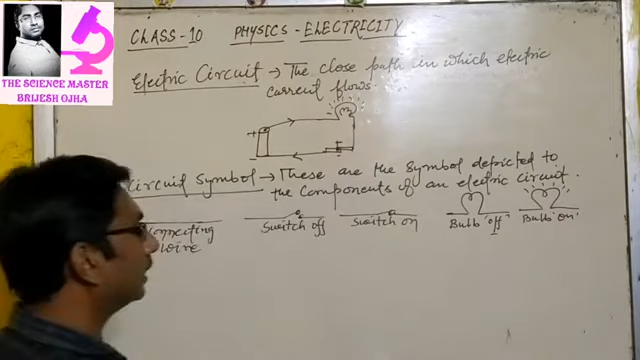 THE SCIENCE MASTER
BRIJESH OJHA
CLASS-10 PHYSICS - ELECTRICITY
Electric Circuit → The close path in which electric
current flows.
+
-
Circuit Symbol → These are the symbol depicted to
the components of an electric circuit.
Connecting
wire
Switch off
Switch on
Bulb "off"
Bulb 'on'